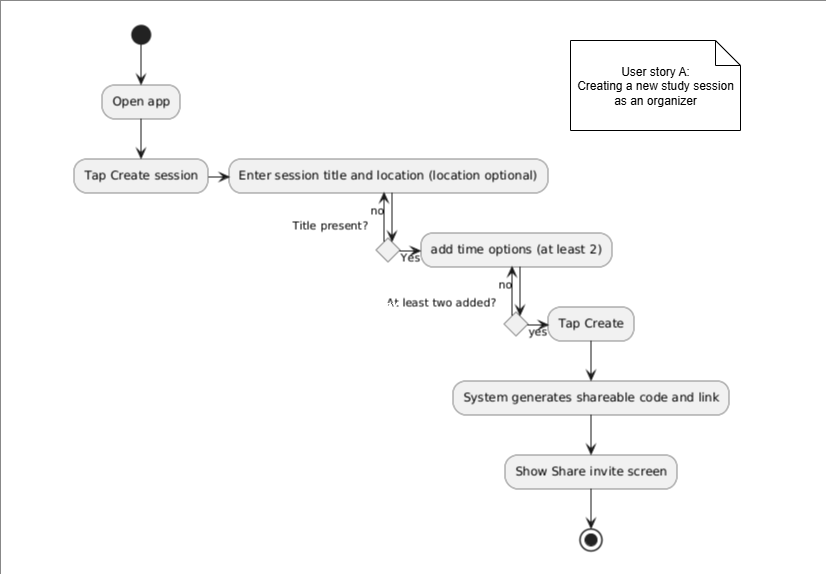 User story A:
Creating a new study session
as an organizer
Open app
Tap Create session
Enter session title and location (location optional)
no
Title present?
Yes
add time options (at least 2)
no
At least two added?
yes
Tap Create
System generates shareable code and link
Show Share invite screen